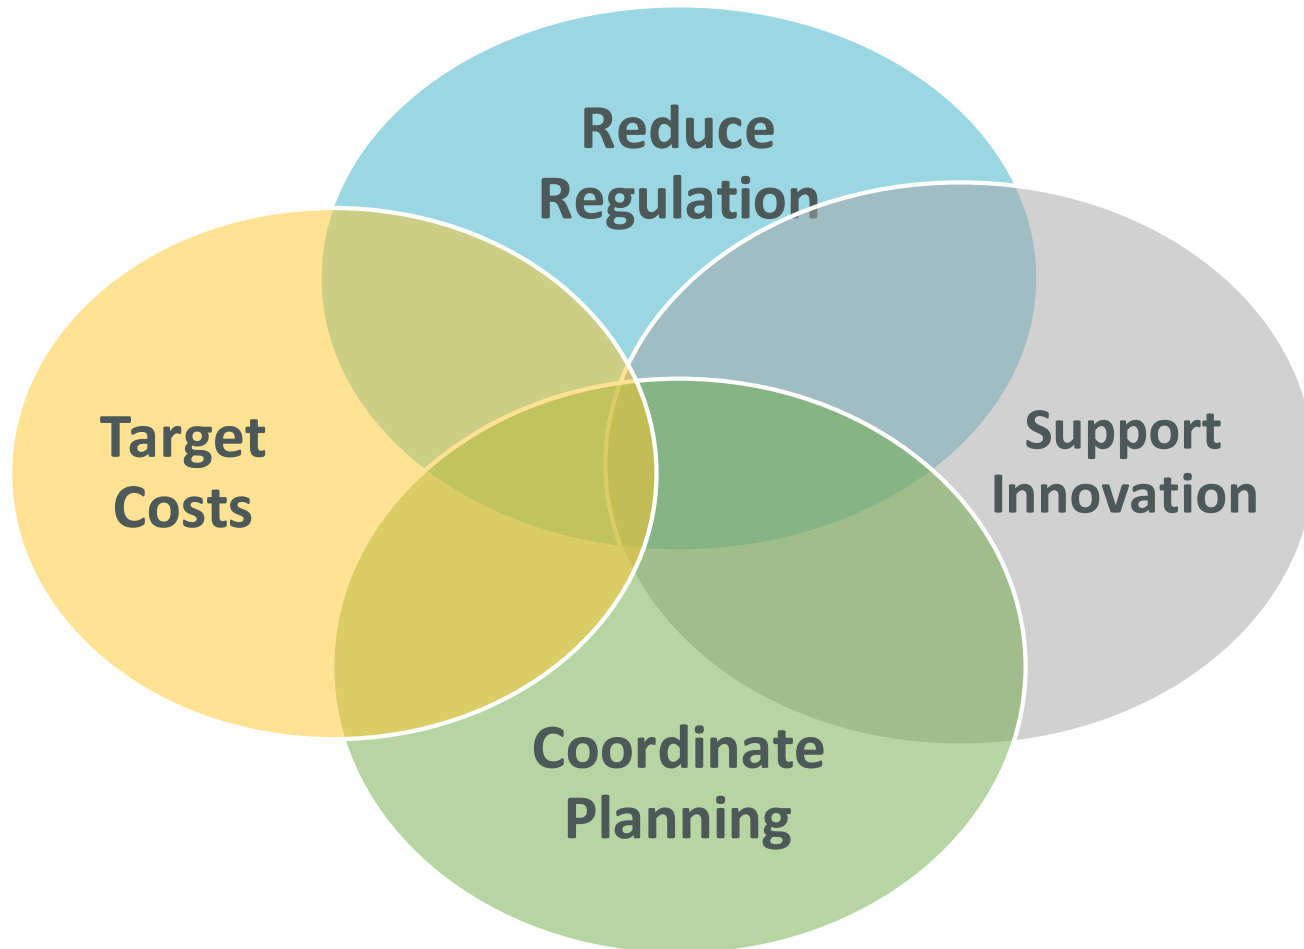 Reduce
Regulation
Target
Costs
Support
Innovation
Coordinate
Planning